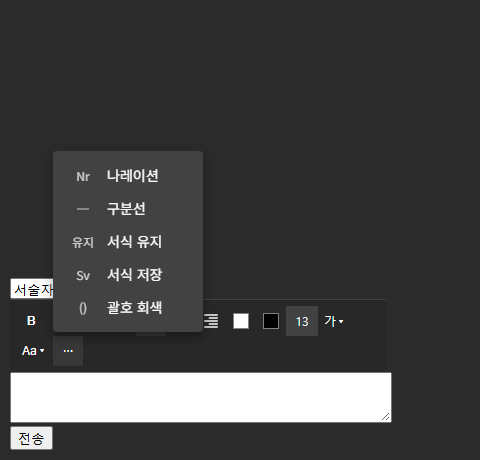 Nr 나레이션
구분선
유지 서식 유지
Sv 서식 저장
() 괄호 회색
서술자
B 13 가
Aa ...
전송